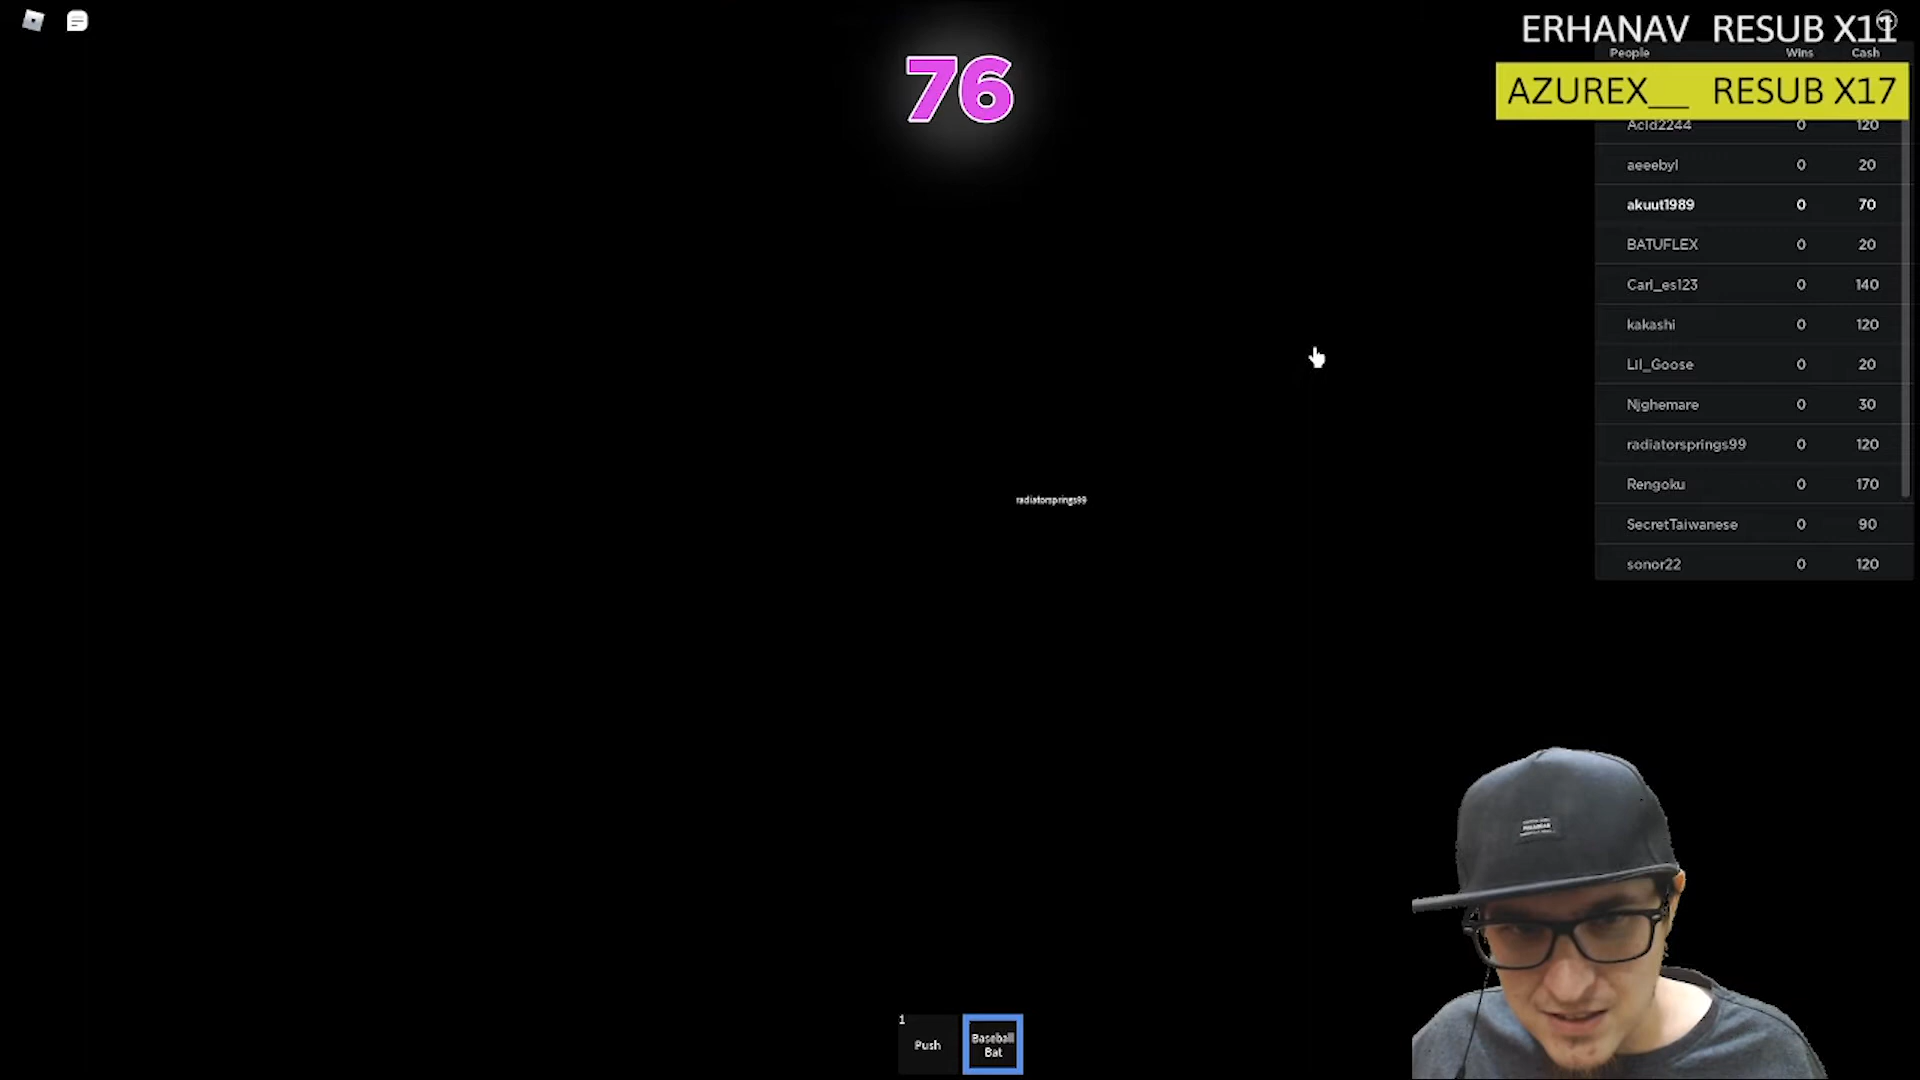 ERHANAV RESUB X11
People Wins Cash
AZUREX__ RESUB X17
76
Acid2244 0 120
aeeebyl 0 20
akuut1989 0 70
BATUFLEX 0 20
Carl_es123 0 140
kakashi 0 120
Lil_Goose 0 20
Njghemare 0 30
radiatorsprings99 0 120
Rengoku 0 170
SecretTaiwanese 0 90
sonor22 0 120
radiatorsprings99
1
Push
Baseball
Bat